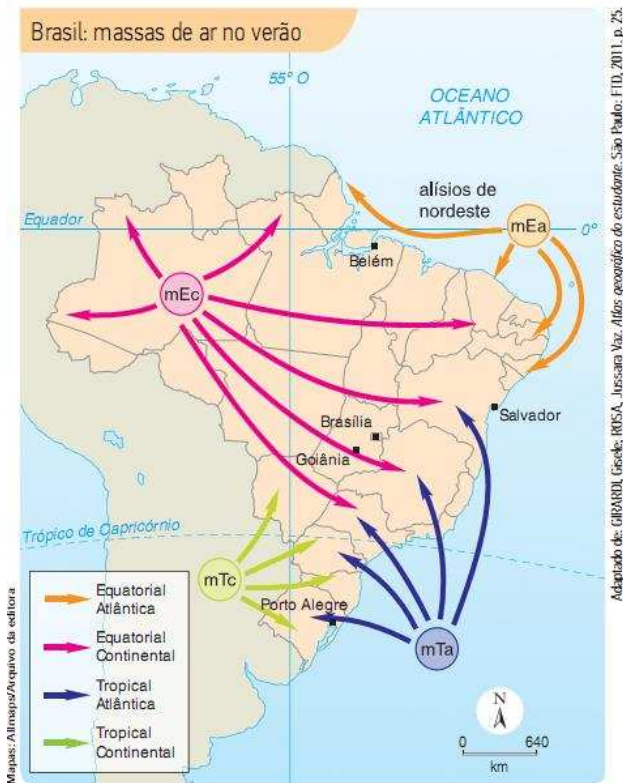 Brasil: massas de ar no verão
55° O
OCEANO
ATLÂNTICO
alísios de
nordeste
Equador
0°
mEa
Belém
mEc
Salvador
Brasília
Goiânia
Trópico de Capricórnio
mTc
Porto Alegre
mTa
Equatorial
Atlântica
Equatorial
Continental
Tropical
Atlântica
Tropical
Continental
N
0 640
km
Mapas: Allmaps/Arquivo da editora
Adaptado de: GIRARDI, Gisele; ROSA, Jussara Vaz. Atlas geográfico do estudante. São Paulo: FTD, 2011. p. 25.